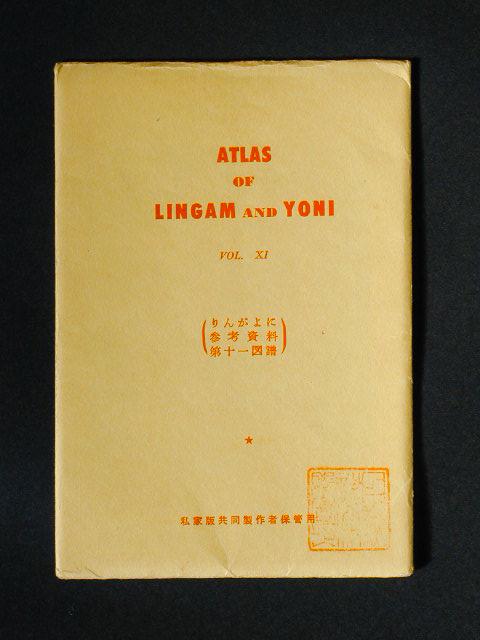 ATLAS
OF
LINGAM AND YONI
VOL. XI
りんがよに
参考資料
第十一図譜
★
私家版共同製作者保管用